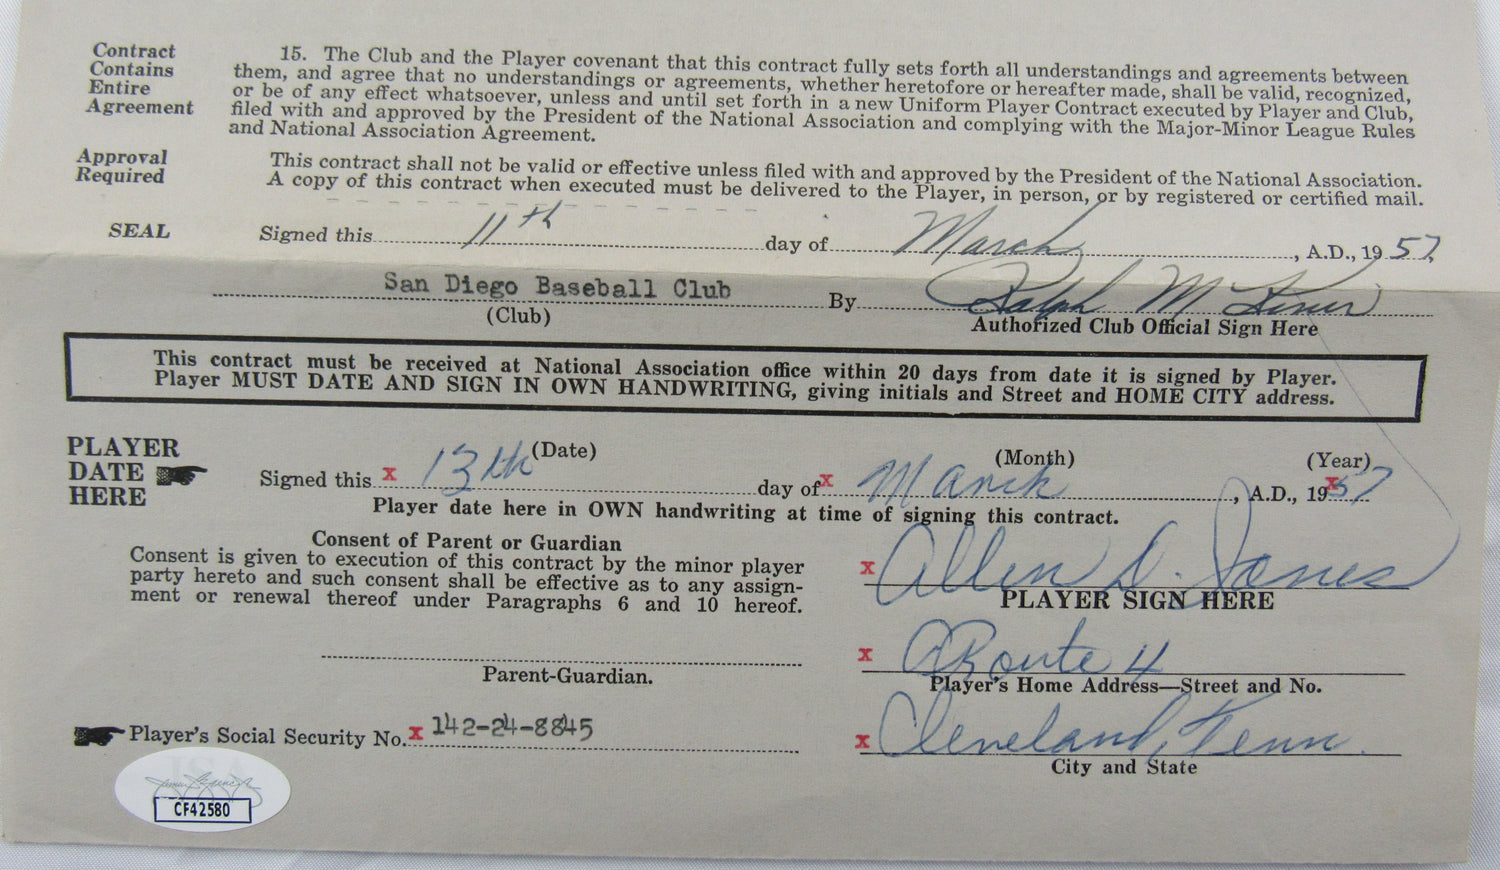 Contract Contains Entire Agreement
15. The Club and the Player covenant that this contract fully sets forth all understandings and agreements between
them, and agree that no understandings or agreements, whether heretofore or hereafter made, shall be valid, recognized,
or be of any effect whatsoever, unless and until set forth in a new Uniform Player Contract executed by Player and Club,
filed with and approved by the President of the National Association and complying with the Major-Minor League Rules
and National Association Agreement.
Approval Required
This contract shall not be valid or effective unless filed with and approved by the President of the National Association.
A copy of this contract when executed must be delivered to the Player, in person, or by registered or certified mail.
SEAL Signed this 11th day of March, A.D., 1957
San Diego Baseball Club By Ralph M Kiner
(Club) Authorized Club Official Sign Here
This contract must be received at National Association office within 20 days from date it is signed by Player.
Player MUST DATE AND SIGN IN OWN HANDWRITING, giving initials and Street and HOME CITY address.
PLAYER DATE HERE
(Date) (Month) (Year)
Signed this x 13th day of x March, A.D., 19x57
Player date here in OWN handwriting at time of signing this contract.
Consent of Parent or Guardian
Consent is given to execution of this contract by the minor player
party hereto and such consent shall be effective as to any assign-
ment or renewal thereof under Paragraphs 6 and 10 hereof.
Parent-Guardian.
Player's Social Security No. x 142-24-8845
x Allen D. Jones
PLAYER SIGN HERE
x Route 4
Player's Home Address—Street and No.
x Cleveland, Tenn.
City and State
JSA
CF42580